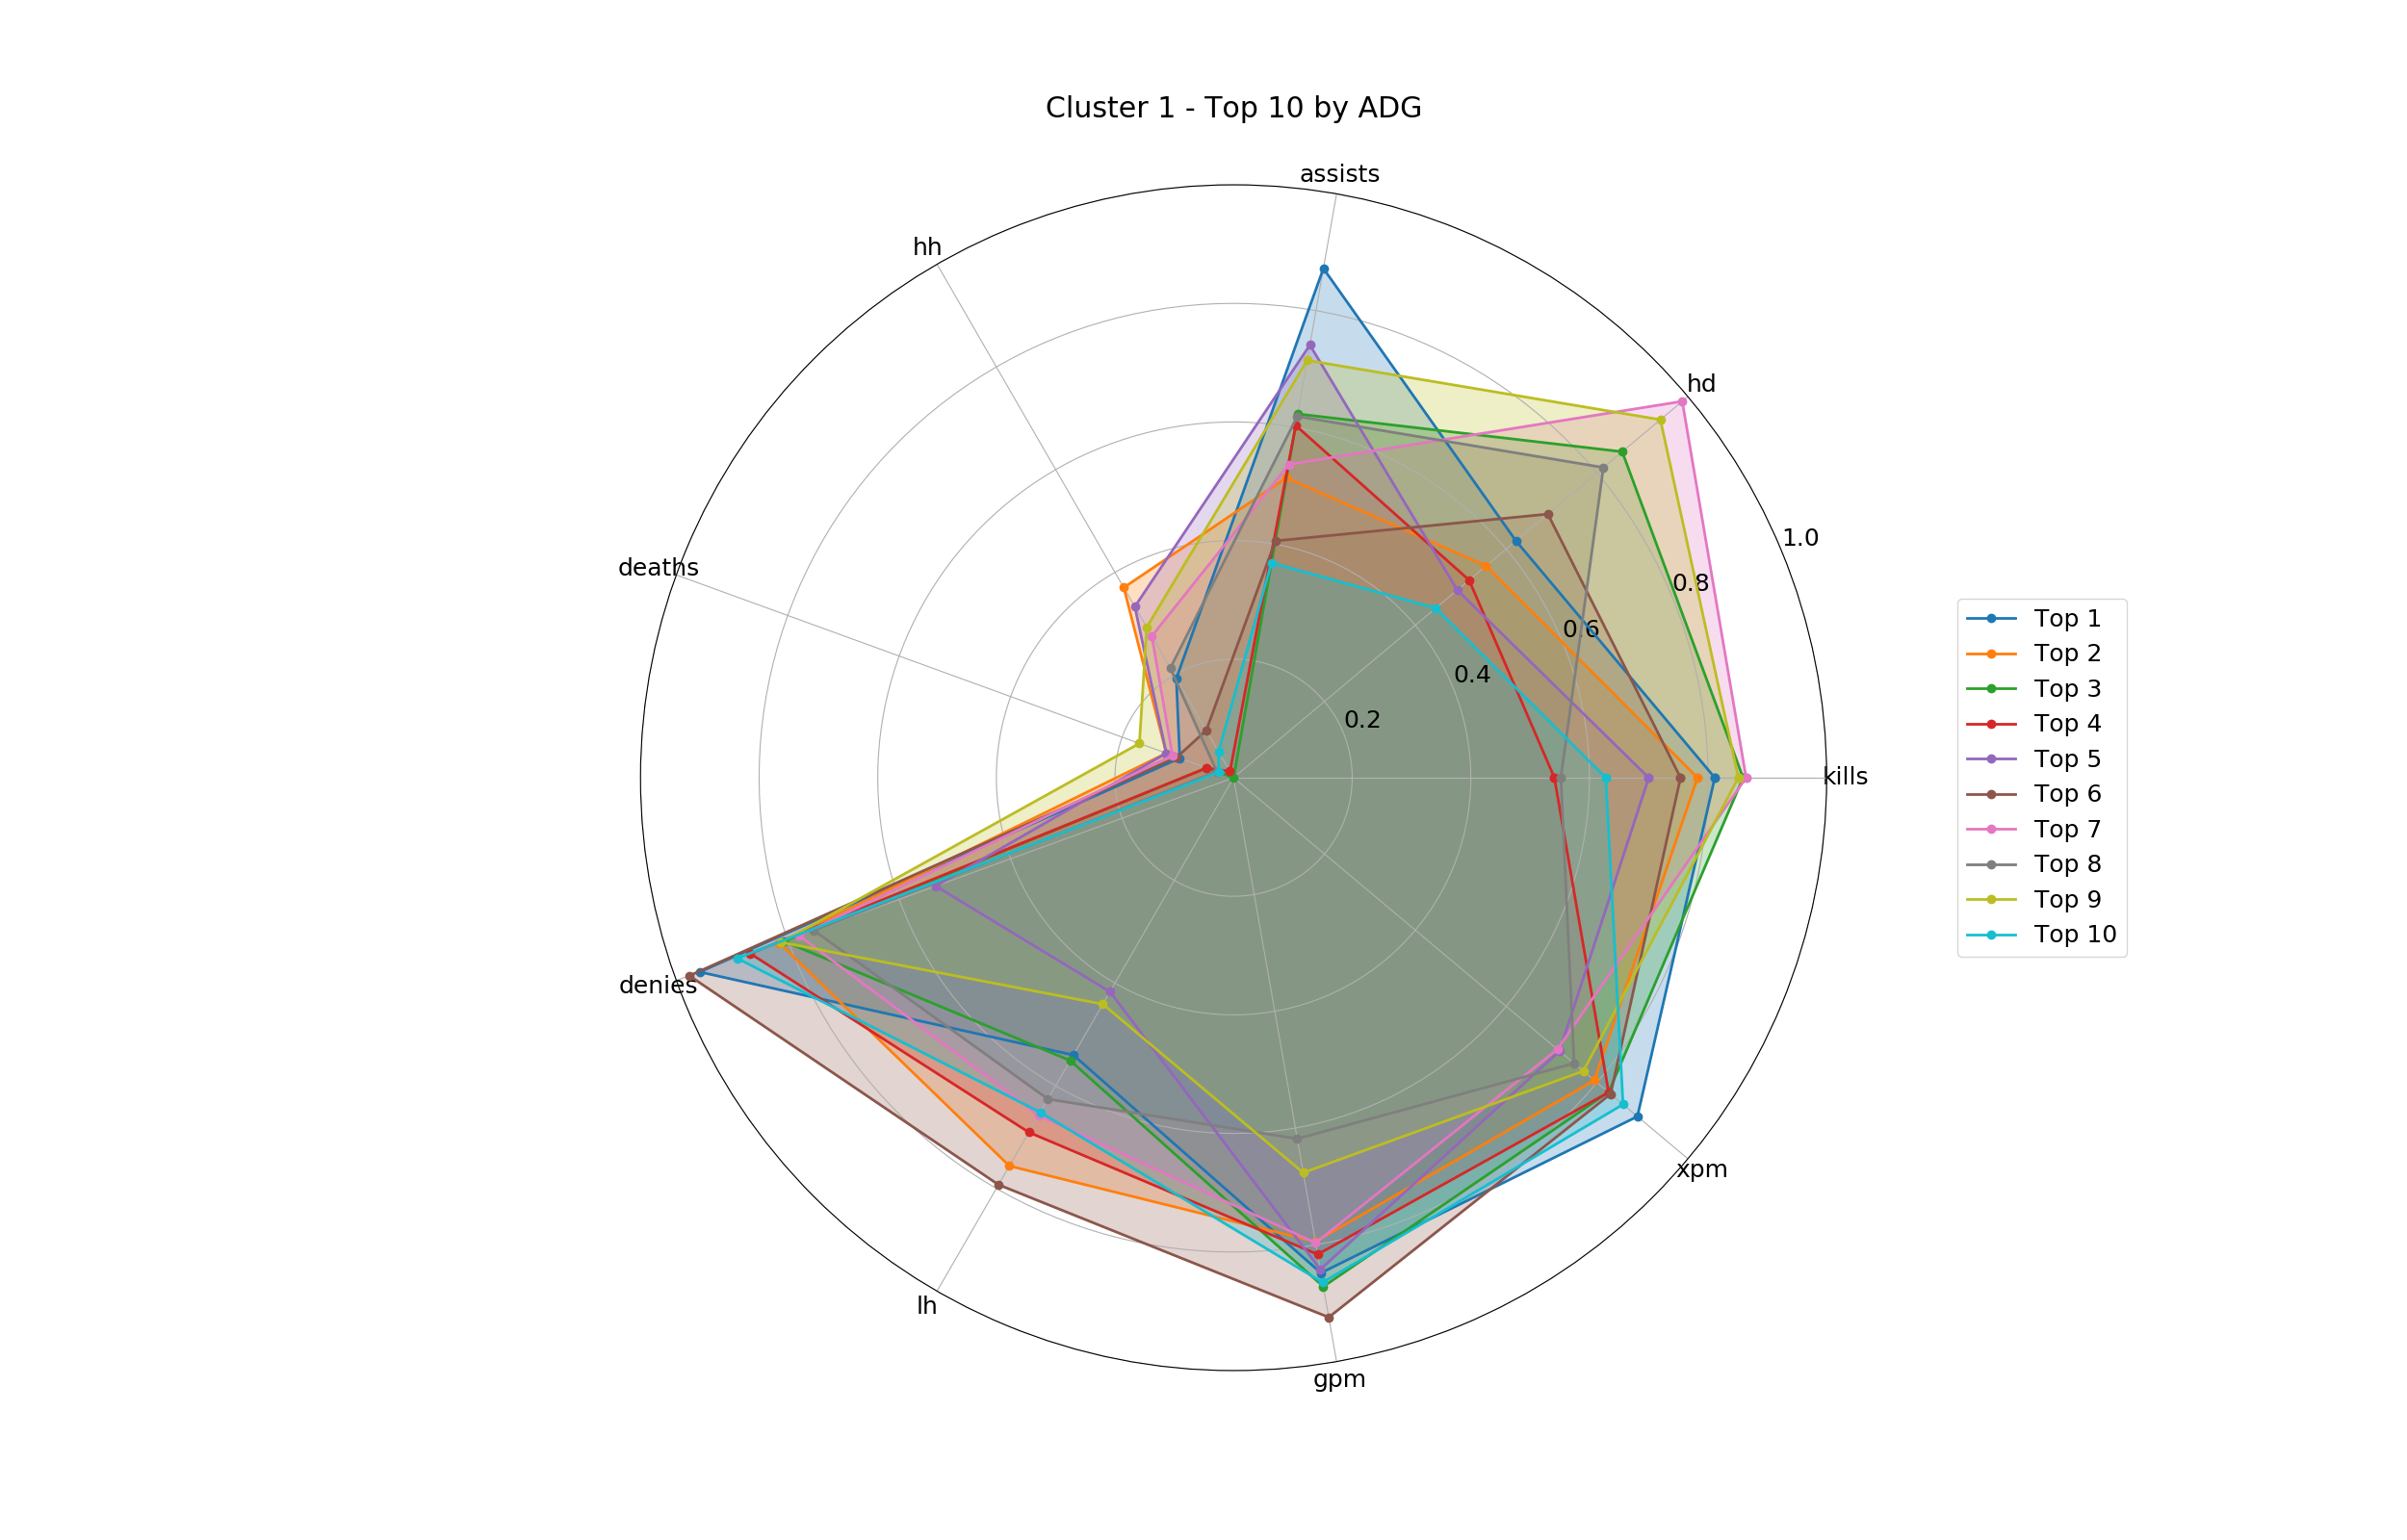 Cluster 1 - Top 10 by ADG
assists
hh
hd
1.0
deaths
0.8
0.6
0.4
0.2
kills
denies
xpm
lh
gpm
Top 1
Top 2
Top 3
Top 4
Top 5
Top 6
Top 7
Top 8
Top 9
Top 10